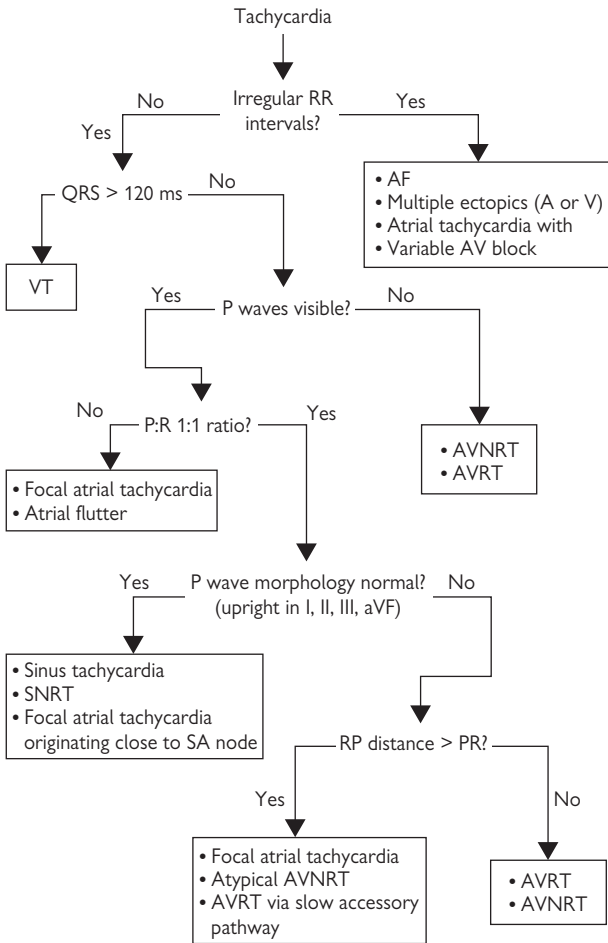 Tachycardia
No
Irregular RR
intervals?
Yes
Yes
QRS > 120 ms
No
• AF
• Multiple ectopics (A or V)
• Atrial tachycardia with
• Variable AV block
VT
Yes
P waves visible?
No
No
P:R 1:1 ratio?
Yes
• AVNRT
• AVRT
• Focal atrial tachycardia
• Atrial flutter
Yes
P wave morphology normal?
(upright in I, II, III, aVF)
No
• Sinus tachycardia
• SNRT
• Focal atrial tachycardia
originating close to SA node
RP distance > PR?
Yes
No
• Focal atrial tachycardia
• Atypical AVNRT
• AVRT via slow accessory
pathway
• AVRT
• AVNRT